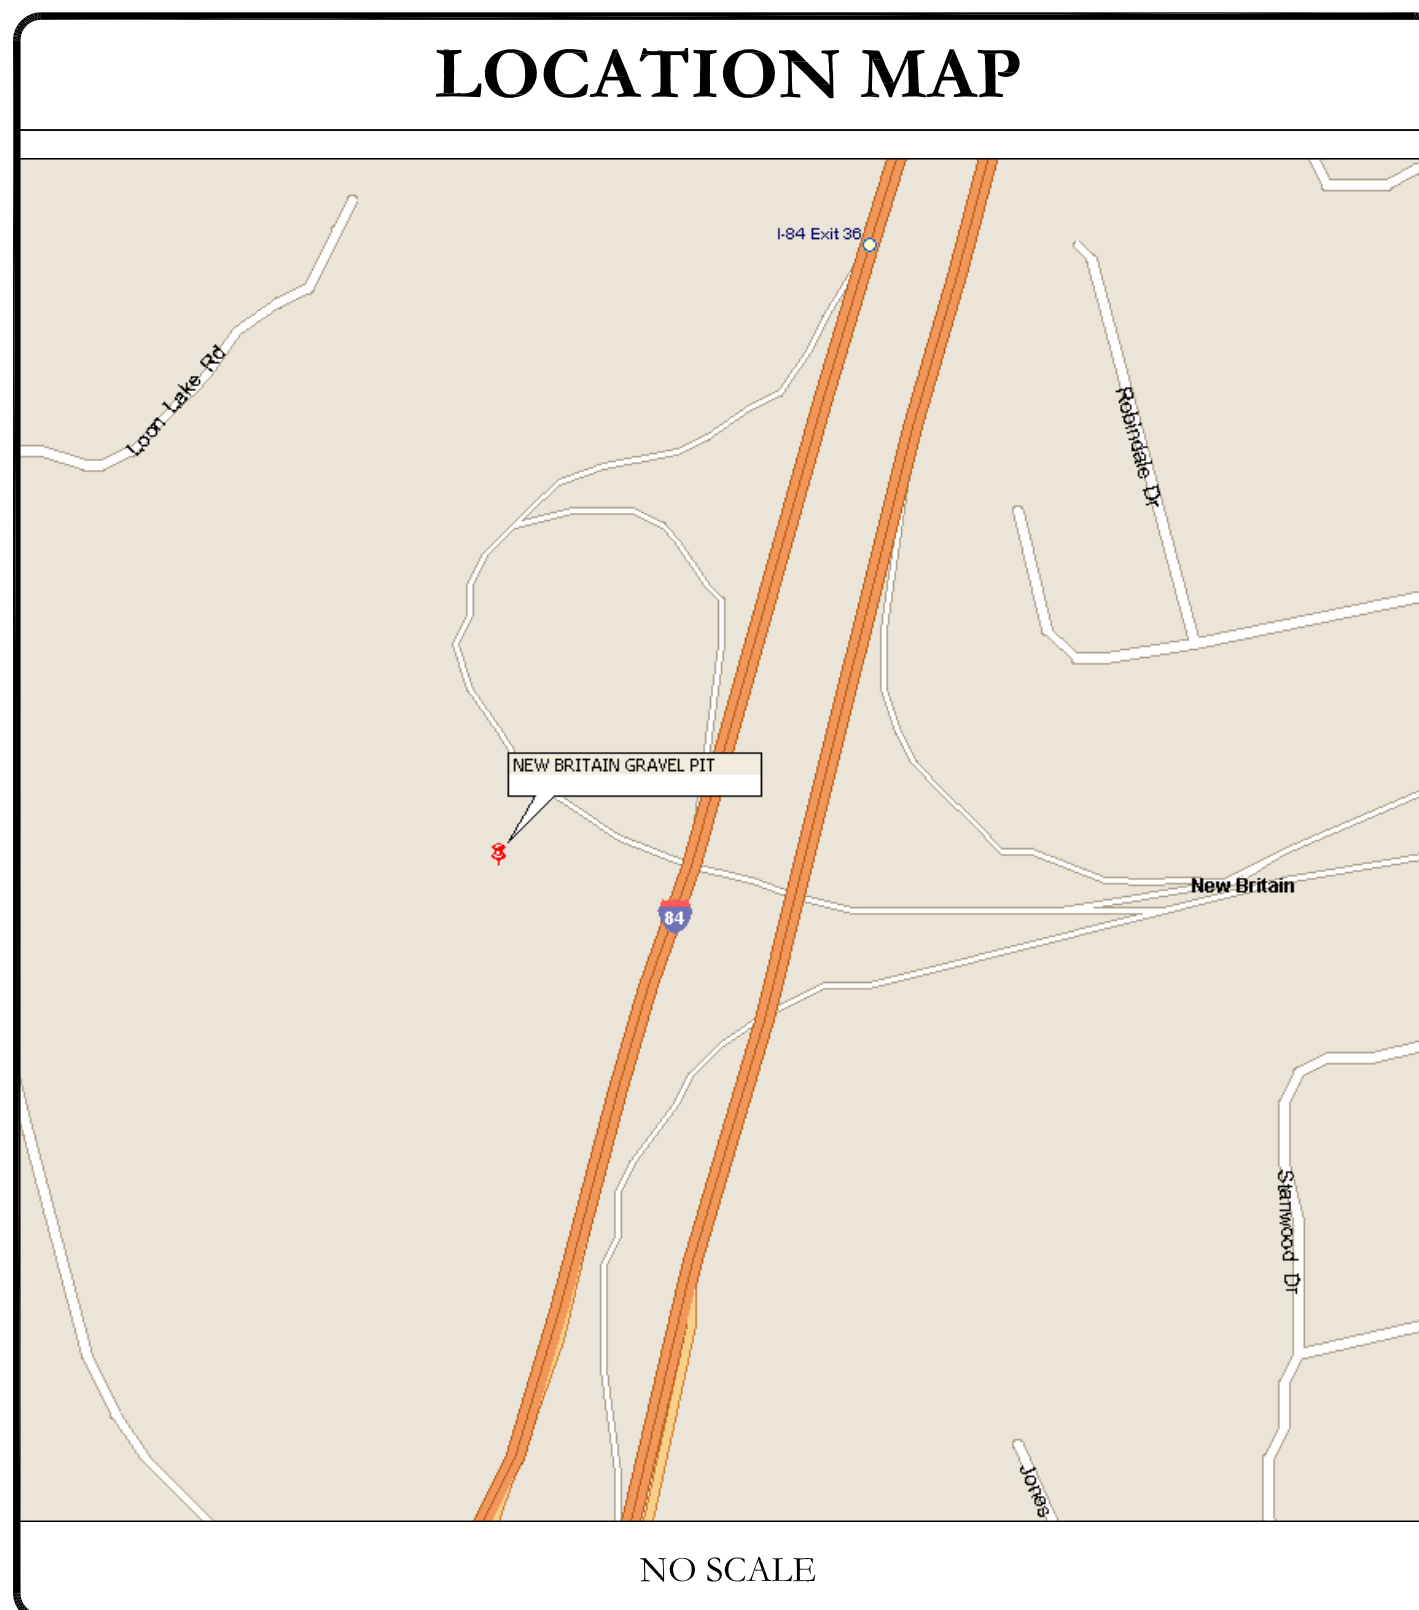 LOCATION MAP
I-84 Exit 36
Loon Lake Rd
Robindale Dr
NEW BRITAIN GRAVEL PIT
New Britain
84
Stanwood Dr
Jones
NO SCALE